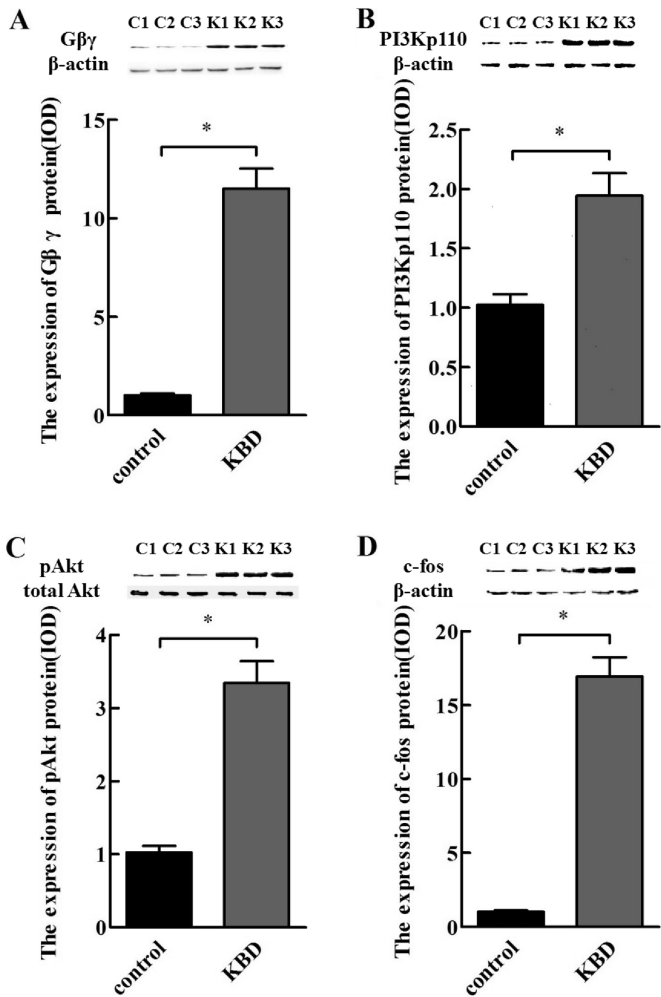 A
C1 C2 C3 K1 K2 K3
Gβγ
β-actin
The expression of Gβ γ protein(IOD)
15
10
5
0
*
control
KBD
B
C1 C2 C3 K1 K2 K3
PI3Kp110
β-actin
The expression of PI3Kp110 protein(IOD)
2.5
2.0
1.5
1.0
0.5
0.0
*
control
KBD
C
C1 C2 C3 K1 K2 K3
pAkt
total Akt
The expression of pAkt protein(IOD)
4
3
2
1
0
*
control
KBD
D
C1 C2 C3 K1 K2 K3
c-fos
β-actin
The expression of c-fos protein(IOD)
20
15
10
5
0
*
control
KBD